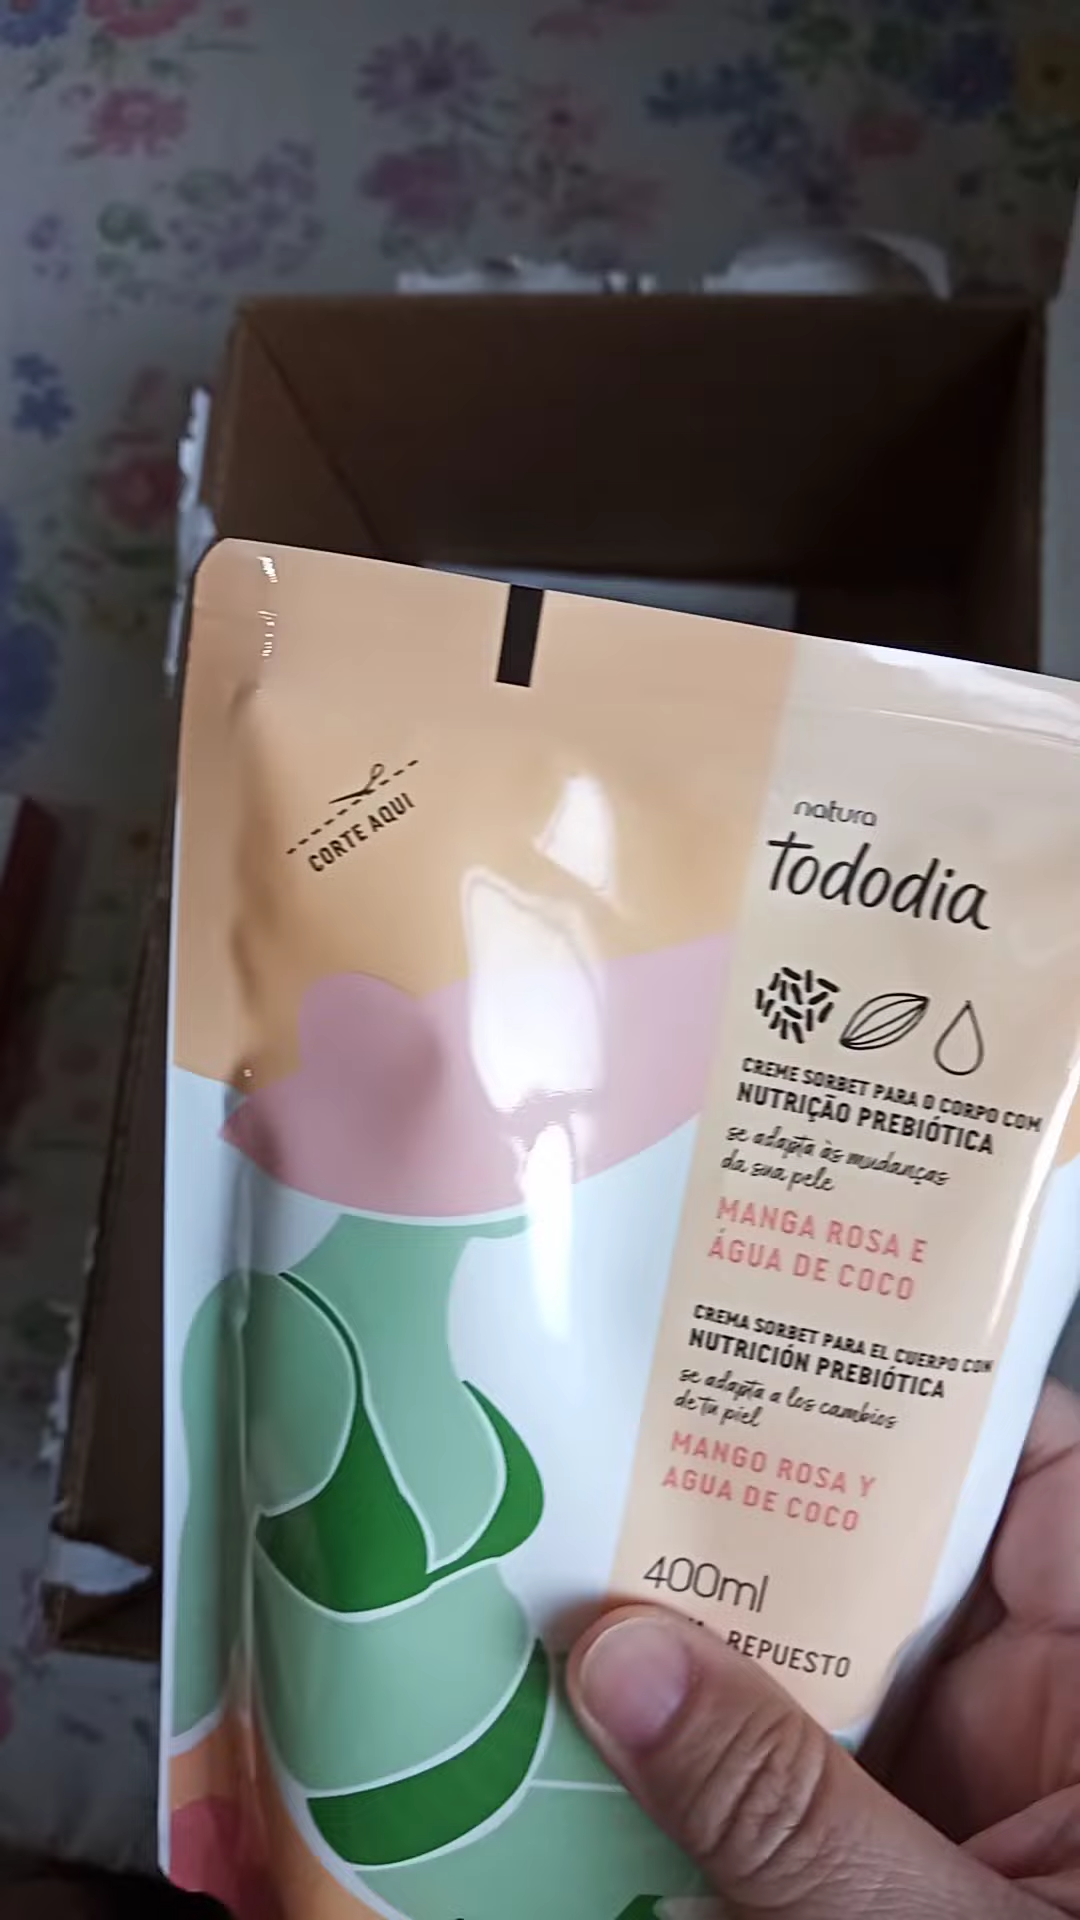 CORTE AQUI
natura
tododia
CREME SORBET PARA O CORPO COM
NUTRIÇÃO PREBIÓTICA
se adapta às mudanças
da sua pele
MANGA ROSA E
ÁGUA DE COCO
CREMA SORBET PARA EL CUERPO CON
NUTRICIÓN PREBIÓTICA
se adapta a los cambios
de tu piel
MANGO ROSA Y
AGUA DE COCO
400ml
REPUESTO